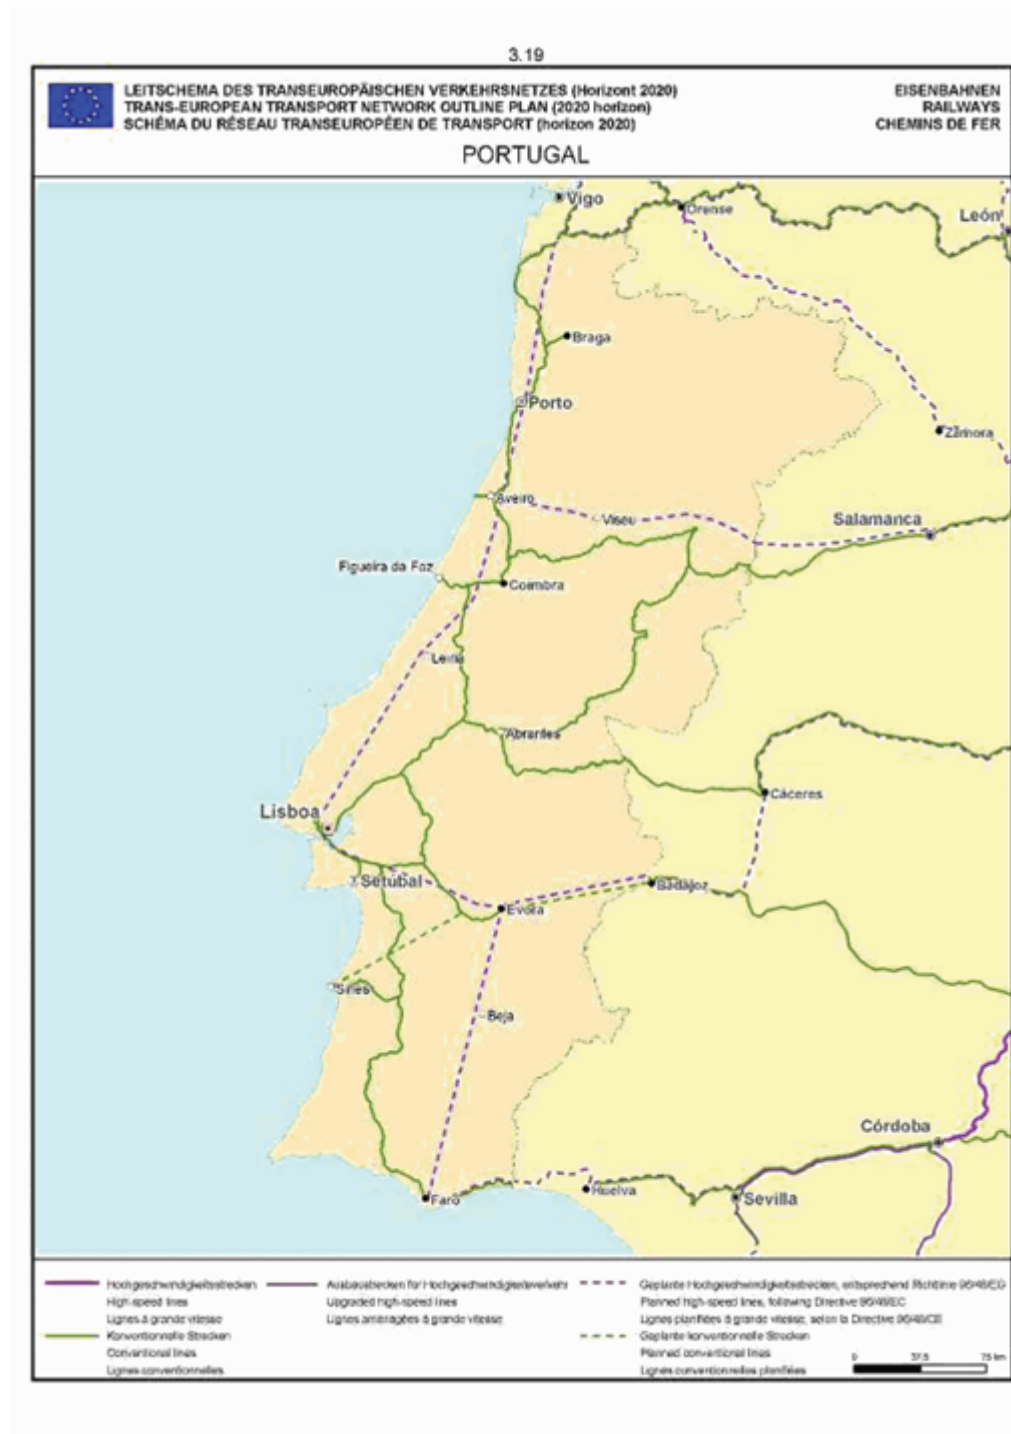 3.19
LEITSCHEMA DES TRANSEUROPÄISCHEN VERKEHRSNETZES (Horizont 2020)
TRANS-EUROPEAN TRANSPORT NETWORK OUTLINE PLAN (2020 horizon)
SCHÉMA DU RÉSEAU TRANSEUROPÉEN DE TRANSPORT (horizon 2020)
EISENBAHNEN
RAILWAYS
CHEMINS DE FER
PORTUGAL
Vigo
Orense
León
Braga
Porto
Zamora
Aveiro
Viseu
Salamanca
Figueira da Foz
Coimbra
Leiria
Abrantes
Cáceres
Lisboa
Setúbal
Badajoz
Evora
Sines
Beja
Córdoba
Faro
Huelva
Sevilla
Hochgeschwindigkeitsstrecken
High-speed lines
Lignes à grande vitesse
Konventionelle Strecken
Conventional lines
Lignes conventionnelles
Ausbaustrecken für Hochgeschwindigkeitsverkehr
Upgraded high-speed lines
Lignes aménagées à grande vitesse
Geplante Hochgeschwindigkeitsstrecken, entsprechend Richtlinie 96/48/EG
Planned high-speed lines, following Directive 96/48/EC
Lignes planifiées à grande vitesse, selon la Directive 96/48/CE
Geplante konventionelle Strecken
Planned conventional lines
Lignes conventionnelles planifiées
0 37.5 75 km